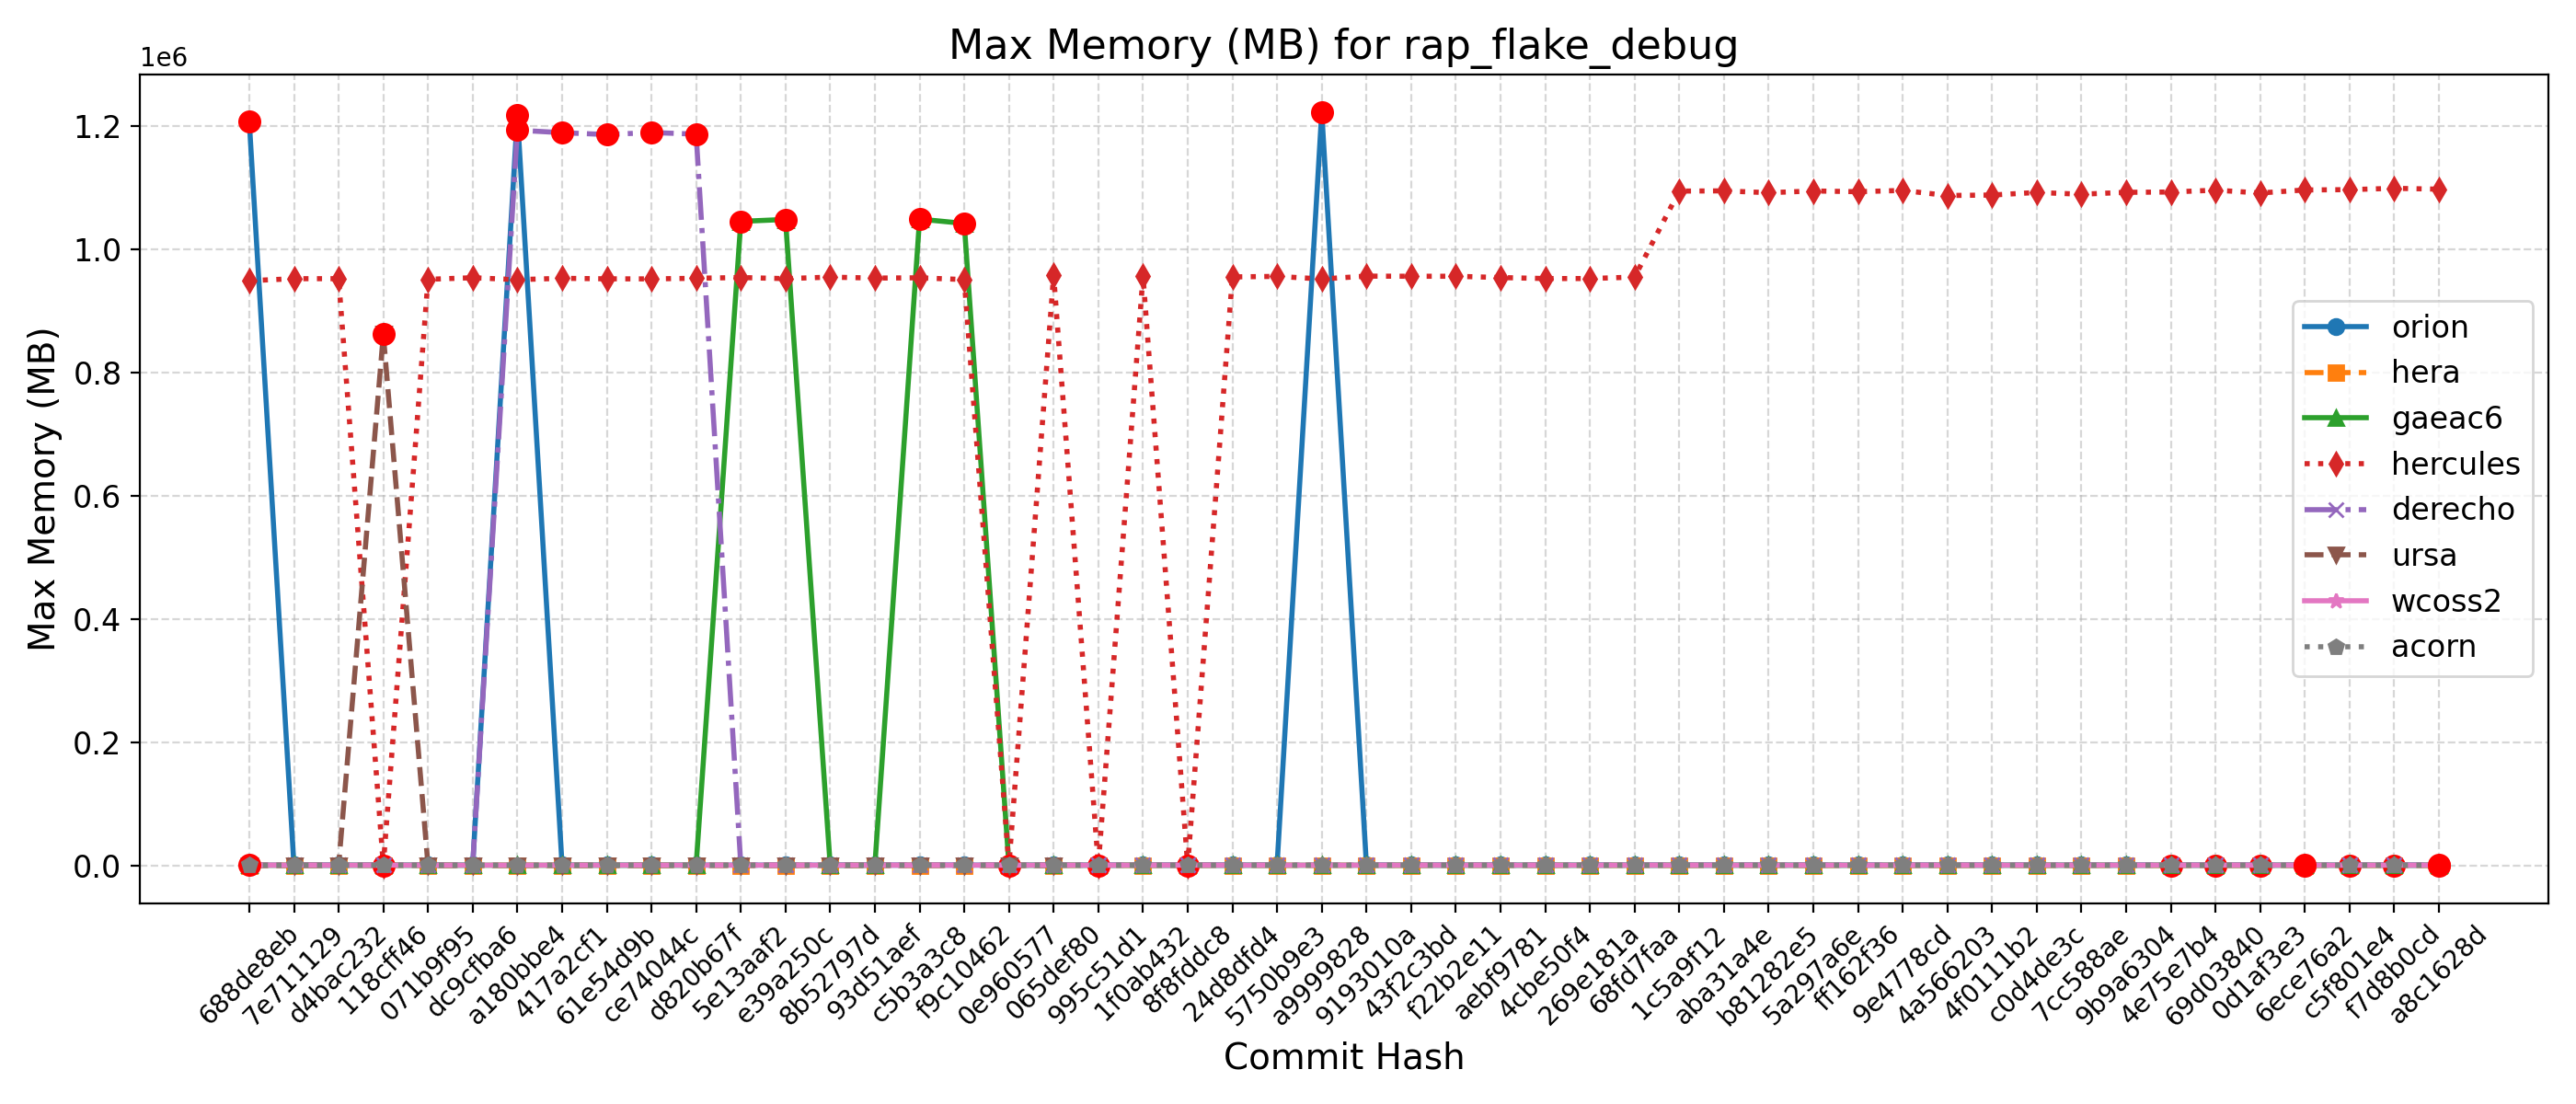 Max Memory (MB) for rap_flake_debug
1e6
1.2
1.0
0.8
0.6
0.4
0.2
0.0
Max Memory (MB)
orion
hera
gaeac6
hercules
derecho
ursa
wcoss2
acorn
688de8eb
7e711129
d4bac232
118cff46
071b9f95
dc9cfba6
a180bbe4
417a2cf1
61e54d9b
ce74044c
d820b67f
5e13aaf2
e39a250c
8b52797d
93d51aef
c5b3a3c8
f9c10462
0e960577
065def80
995c51d1
1f0ab432
8f8fddc8
24d8dfd4
5750b9e3
a9999828
9193010a
43f2c3bd
f22b2e11
aebf9781
4cbe50f4
269e181a
68fd7faa
1c5a9f12
aba31a4e
b81282e5
5a297a6e
ff162f36
9e4778cd
4a566203
4f0111b2
c0d4de3c
7cc588ae
9b9a6304
4e75e7b4
69d03840
0d1af3e3
6ece76a2
c5f801e4
f7d8b0cd
a8c1628d
Commit Hash